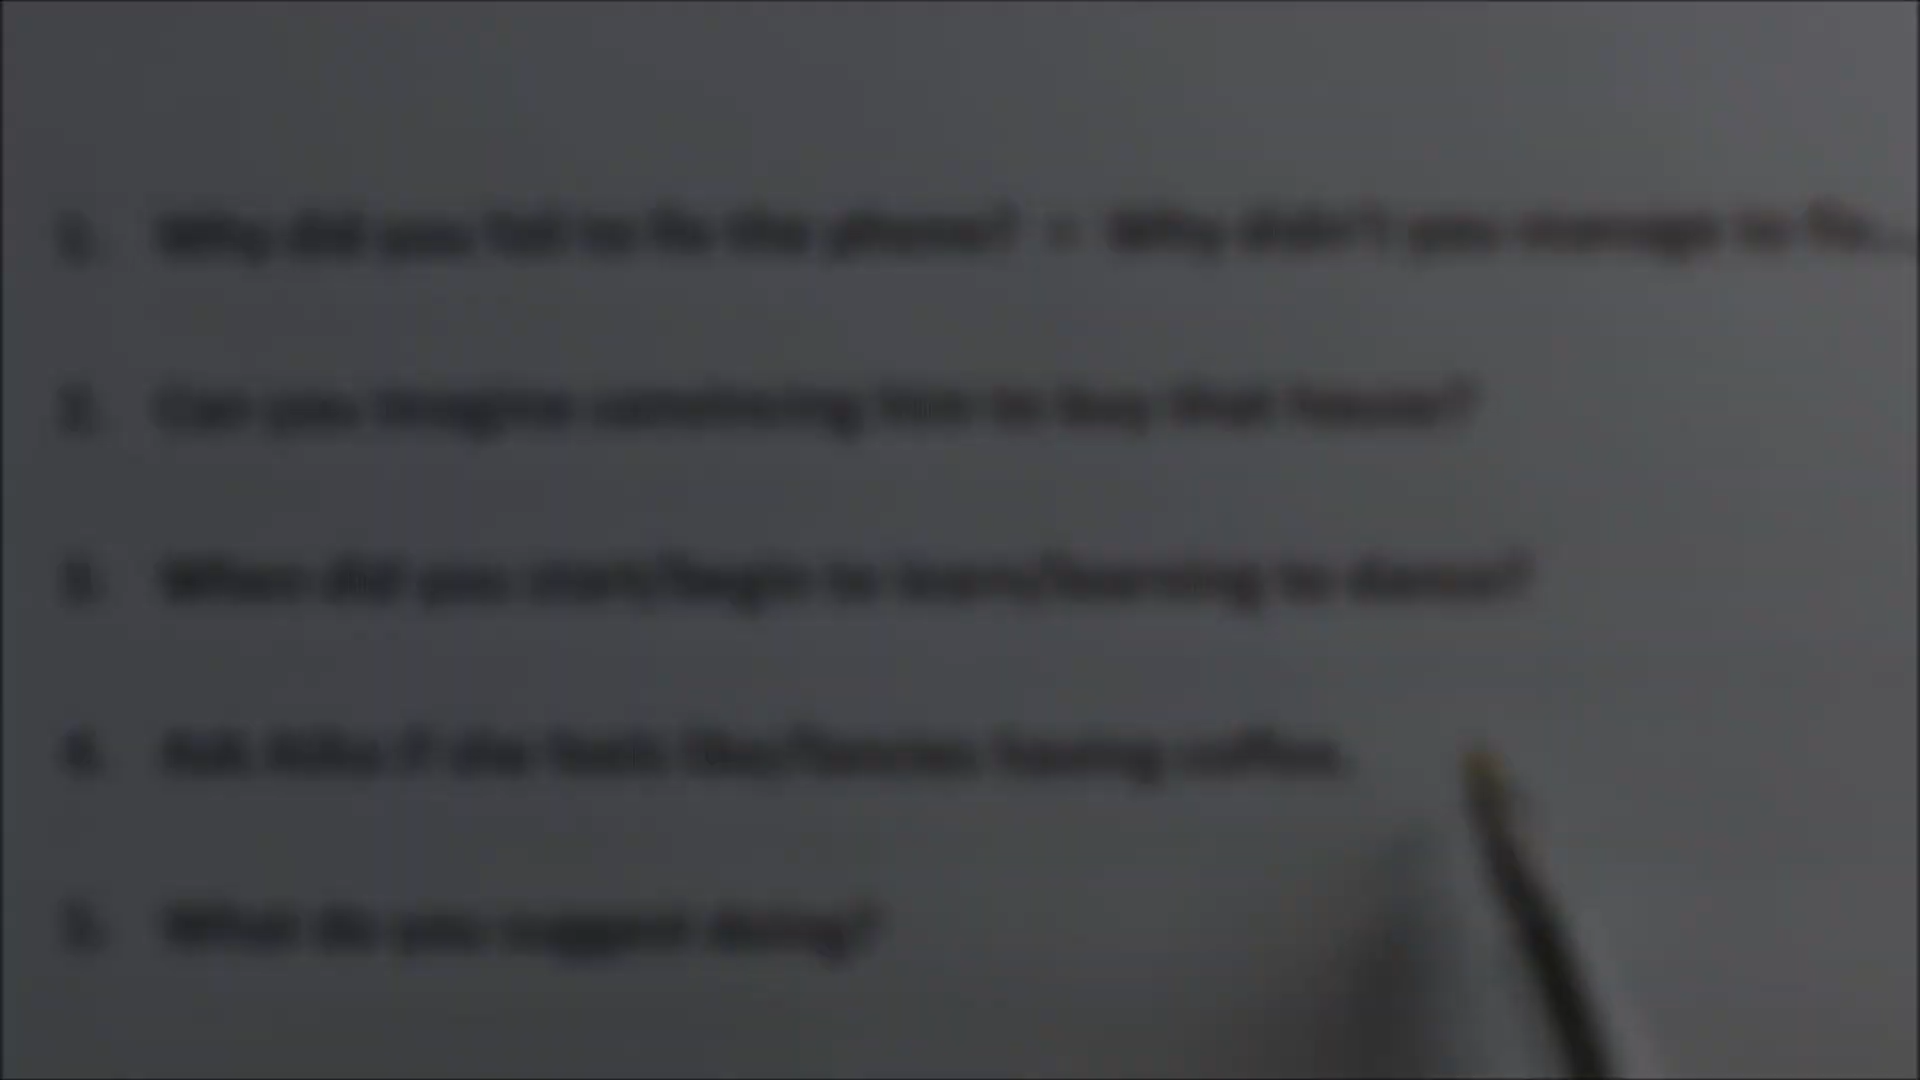 1. Why did you fail to fix the phone? = Why didn't you manage to fix...
2. Can you imagine convincing him to buy that house?
3. When did you start/begin to learn/learning to dance?
4. Ask if she feels like/fancies having coffee.
5. What do you suggest doing?